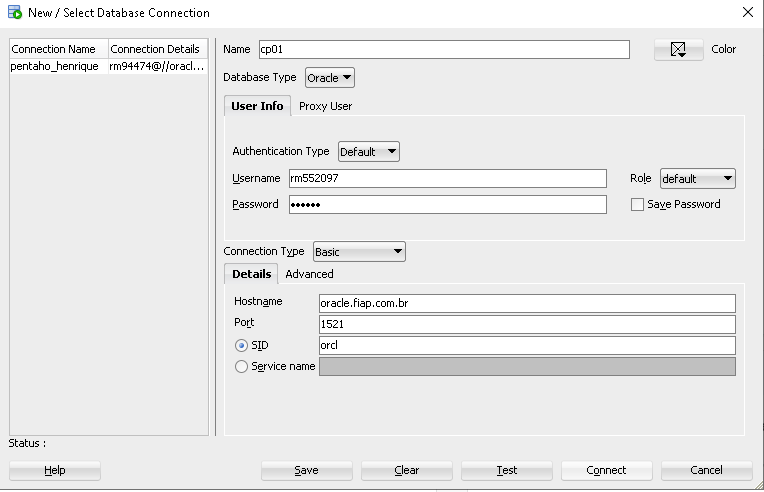 New / Select Database Connection
Connection Name Connection Details
pentaho_henrique rm94474@//oracl...
Name cp01 Color
Database Type Oracle
User Info Proxy User
Authentication Type Default
Username rm552097 Role default
Password •••••• Save Password
Connection Type Basic
Details Advanced
Hostname oracle.fiap.com.br
Port 1521
SID orcl
Service name
Status :
Help Save Clear Test Connect Cancel